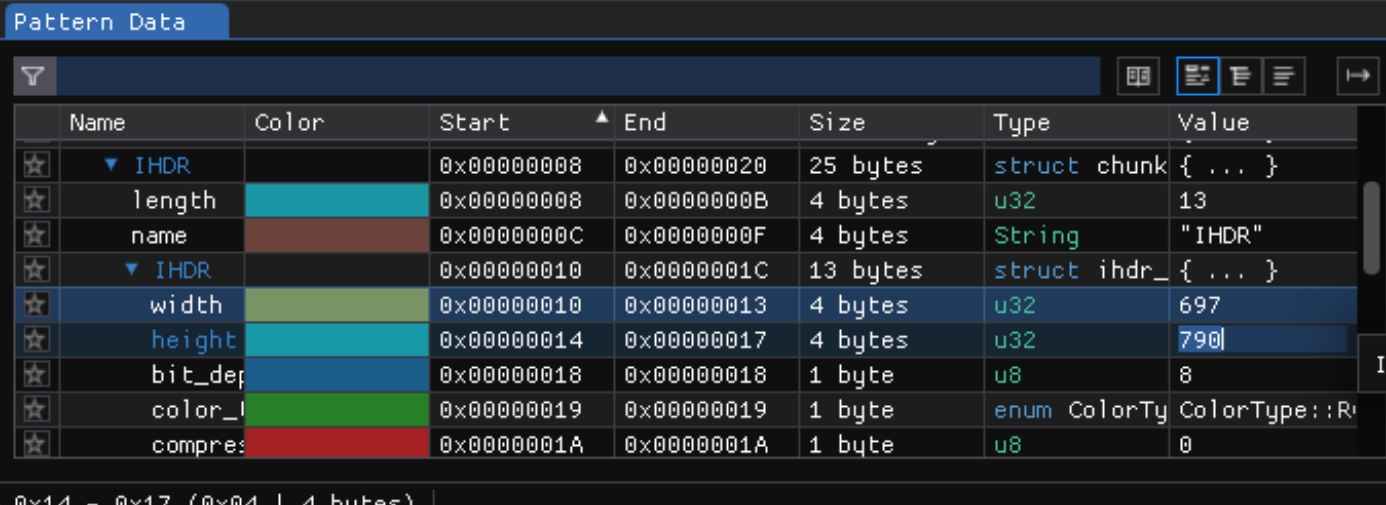 Pattern Data
Name Color Start End Size Type Value
IHDR 0x00000008 0x00000020 25 bytes struct chunk { ... }
length 0x00000008 0x0000000B 4 bytes u32 13
name 0x0000000C 0x0000000F 4 bytes String "IHDR"
IHDR 0x00000010 0x0000001C 13 bytes struct ihdr_ { ... }
width 0x00000010 0x00000013 4 bytes u32 697
height 0x00000014 0x00000017 4 bytes u32 790
I
bit_dep 0x00000018 0x00000018 1 byte u8 8
color_ 0x00000019 0x00000019 1 byte enum ColorTy ColorType::R
compres 0x0000001A 0x0000001A 1 byte u8 0
0x14 - 0x17 (0x04 | 4 bytes)